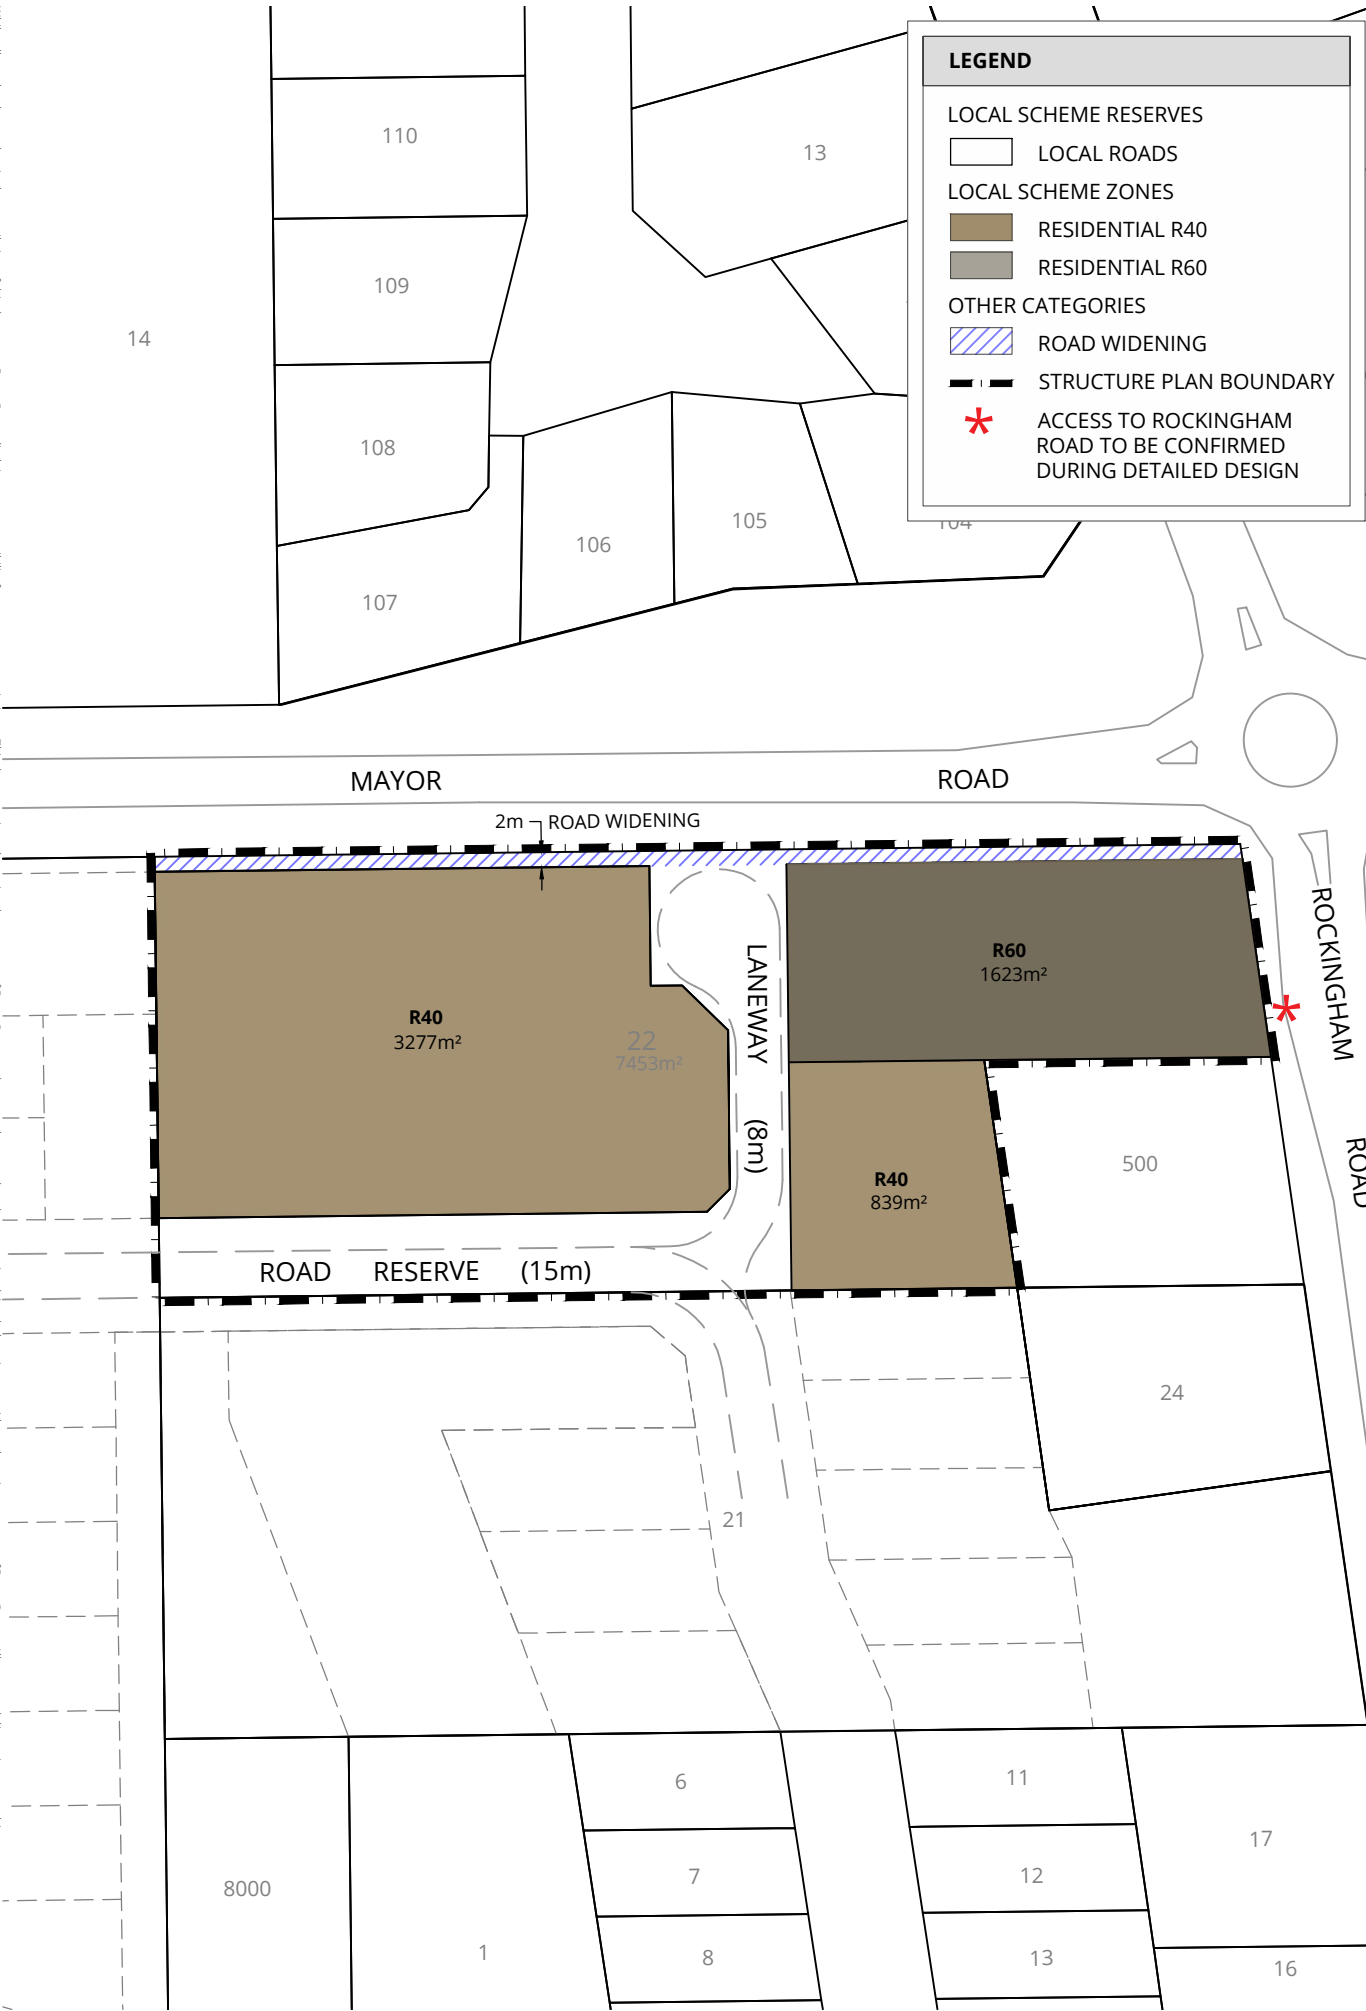 LEGEND
LOCAL SCHEME RESERVES
LOCAL ROADS
LOCAL SCHEME ZONES
RESIDENTIAL R40
RESIDENTIAL R60
OTHER CATEGORIES
ROAD WIDENING
STRUCTURE PLAN BOUNDARY
* ACCESS TO ROCKINGHAM
ROAD TO BE CONFIRMED
DURING DETAILED DESIGN
110
13
109
14
108
105
104
106
107
MAYOR ROAD
2m ROAD WIDENING
ROCKINGHAM ROAD
LANEWAY (8m)
R60
1623m²
*
R40
3277m²
22
7453m²
500
R40
839m²
ROAD RESERVE (15m)
24
21
6
11
17
7
12
8000
1
8
13
16